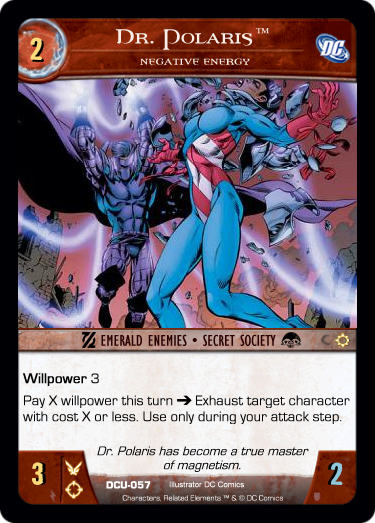 2
Dr. Polaris™
Negative Energy
DC
EMERALD ENEMIES • SECRET SOCIETY
Willpower 3
Pay X willpower this turn ➔ Exhaust target character
with cost X or less. Use only during your attack step.
Dr. Polaris has become a true master
of magnetism.
3
2
DCU-057 Illustrator DC Comics
Characters, Related Elements ™ & © DC Comics